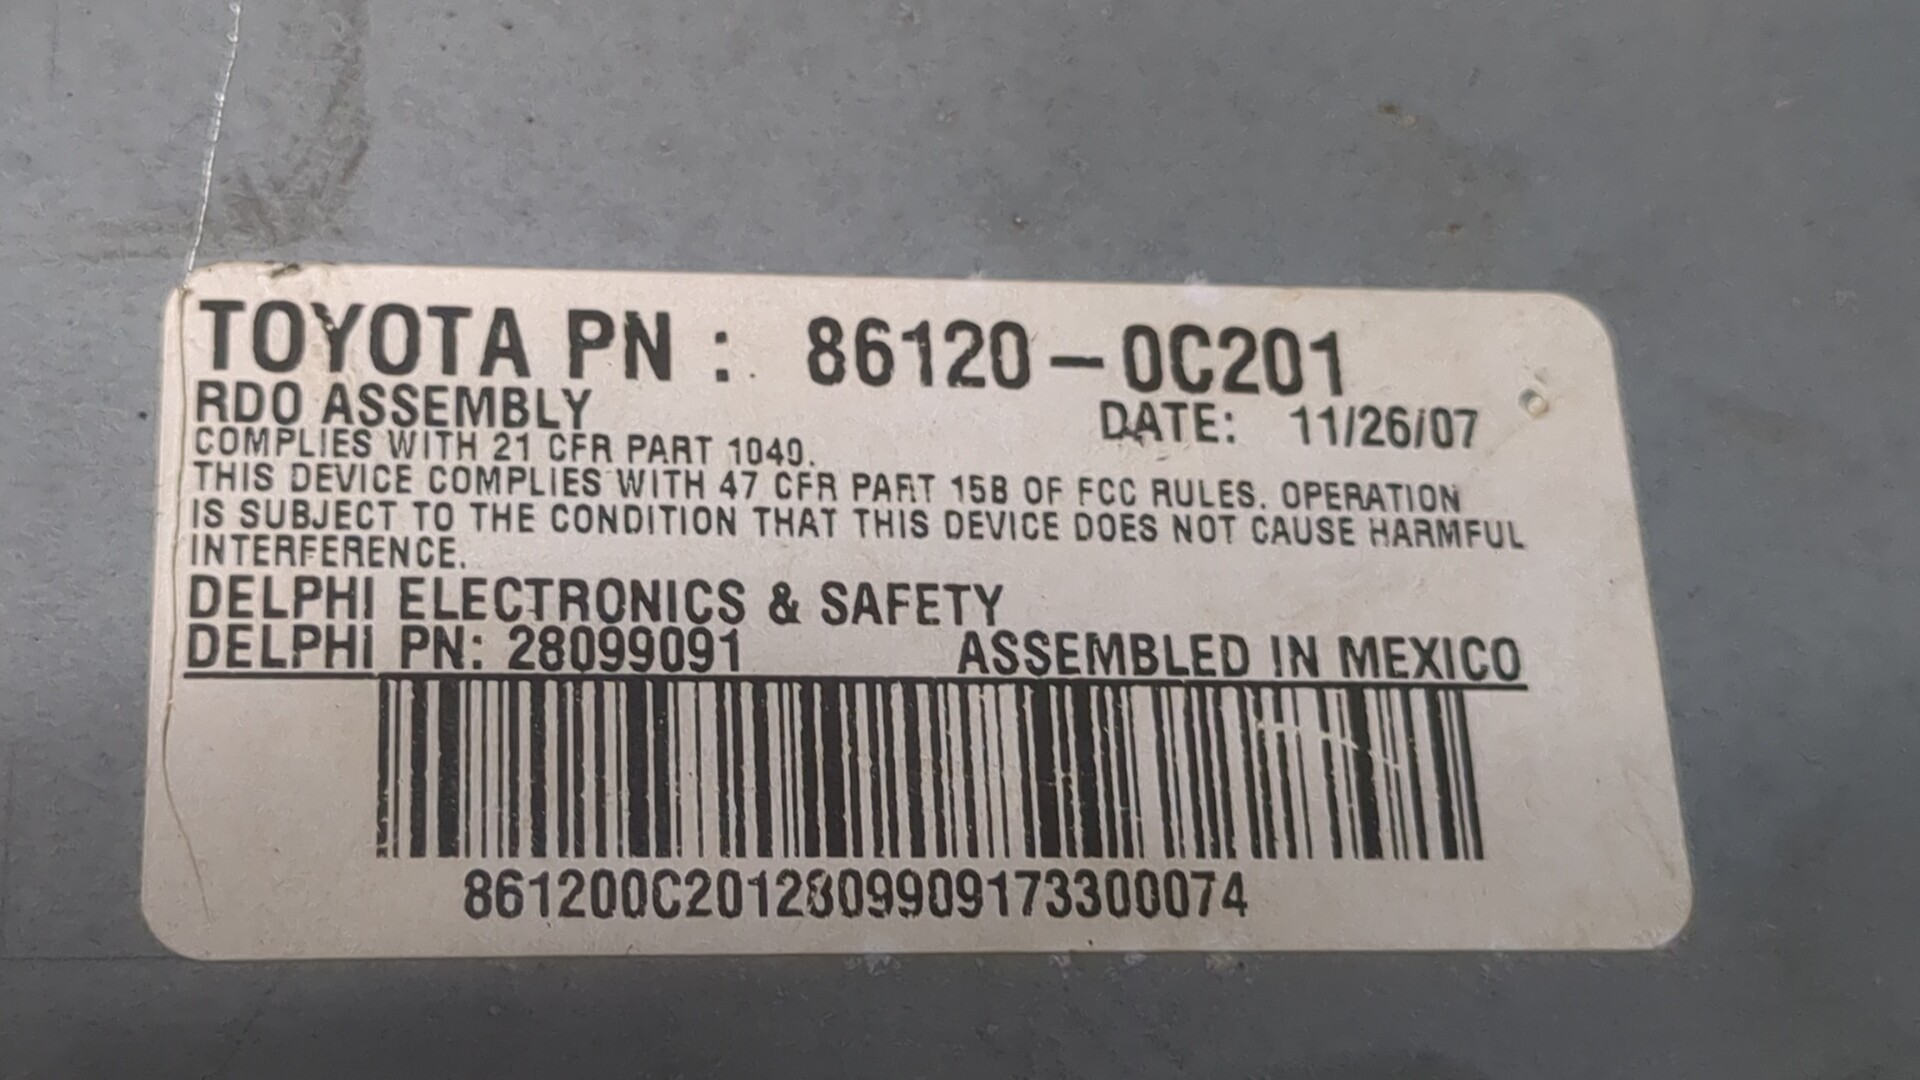 TOYOTA PN : 86120-0C201
RDO ASSEMBLY DATE: 11/26/07
COMPLIES WITH 21 CFR PART 1040.
THIS DEVICE COMPLIES WITH 47 CFR PART 15B OF FCC RULES. OPERATION
IS SUBJECT TO THE CONDITION THAT THIS DEVICE DOES NOT CAUSE HARMFUL
INTERFERENCE.
DELPHI ELECTRONICS & SAFETY
DELPHI PN: 28099091 ASSEMBLED IN MEXICO
861200C2012809909173300074